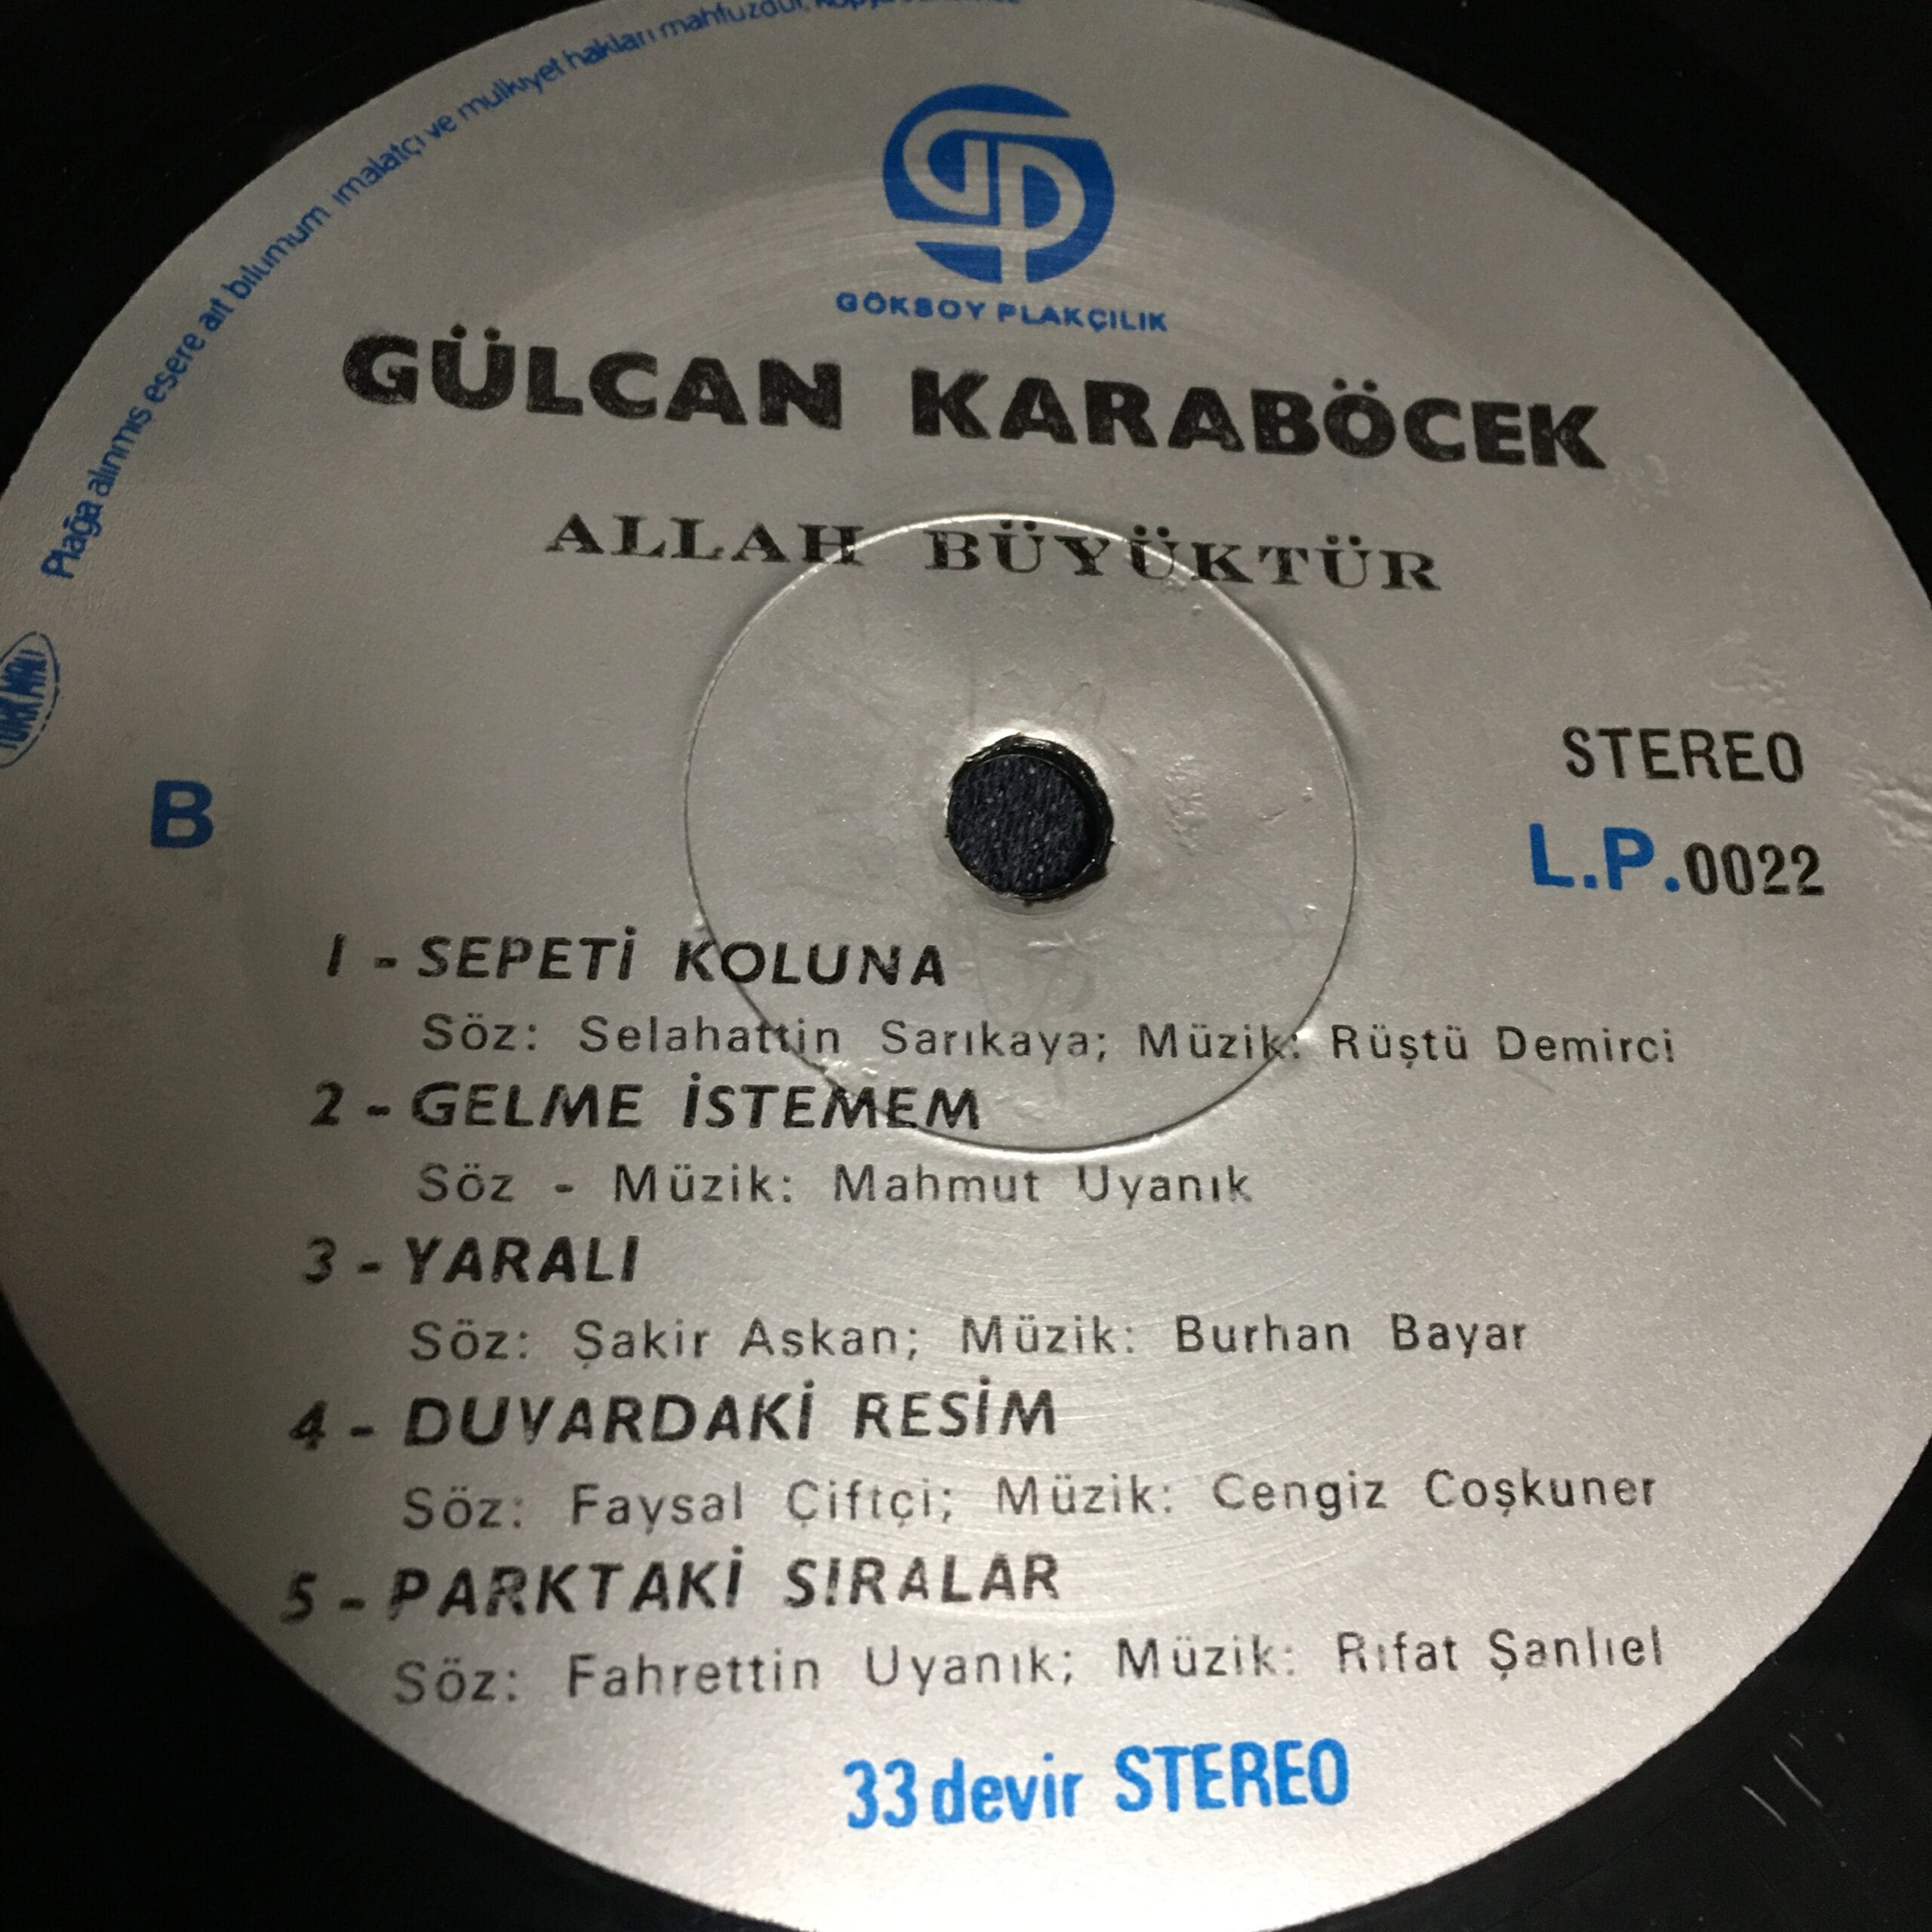 Plağa alınmış esere ait bilumum imalatçı ve mülkiyet hakları mahfuzdur.
GÖKSOY PLAKÇILIK
GÜLCAN KARABÖCEK
ALLAH BÜYÜKTÜR
B
STEREO
L.P.0022
1 - SEPETİ KOLUNA
Söz: Selahattin Sarıkaya; Müzik: Rüştü Demirci
2 - GELME İSTEMEM
Söz - Müzik: Mahmut Uyanık
3 - YARALI
Söz: Şakir Askan; Müzik: Burhan Bayar
4 - DUVARDAKİ RESİM
Söz: Faysal Çiftçi; Müzik: Cengiz Coşkuner
5 - PARKTAKİ SIRALAR
Söz: Fahrettin Uyanık; Müzik: Rıfat Şanlıel
33 devir STEREO